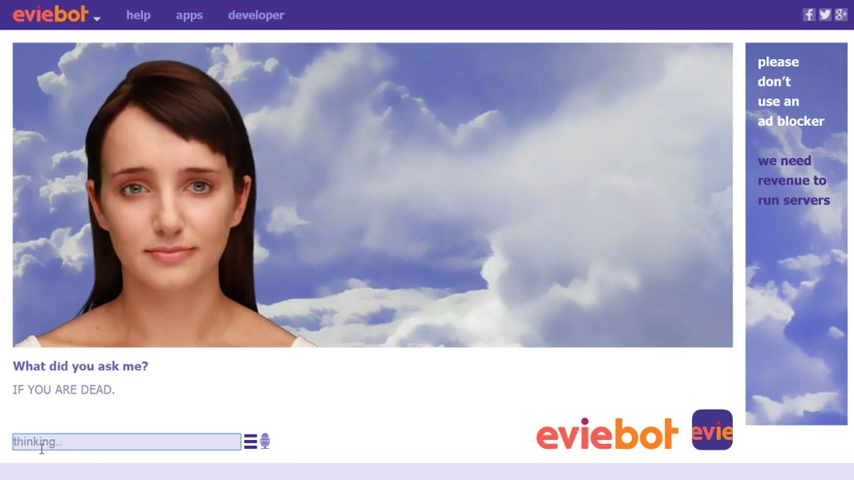 eviebot
help
apps
developer
please
don't
use an
ad blocker
we need
revenue to
run servers
What did you ask me?
IF YOU ARE DEAD.
thinking..
eviebot
evie